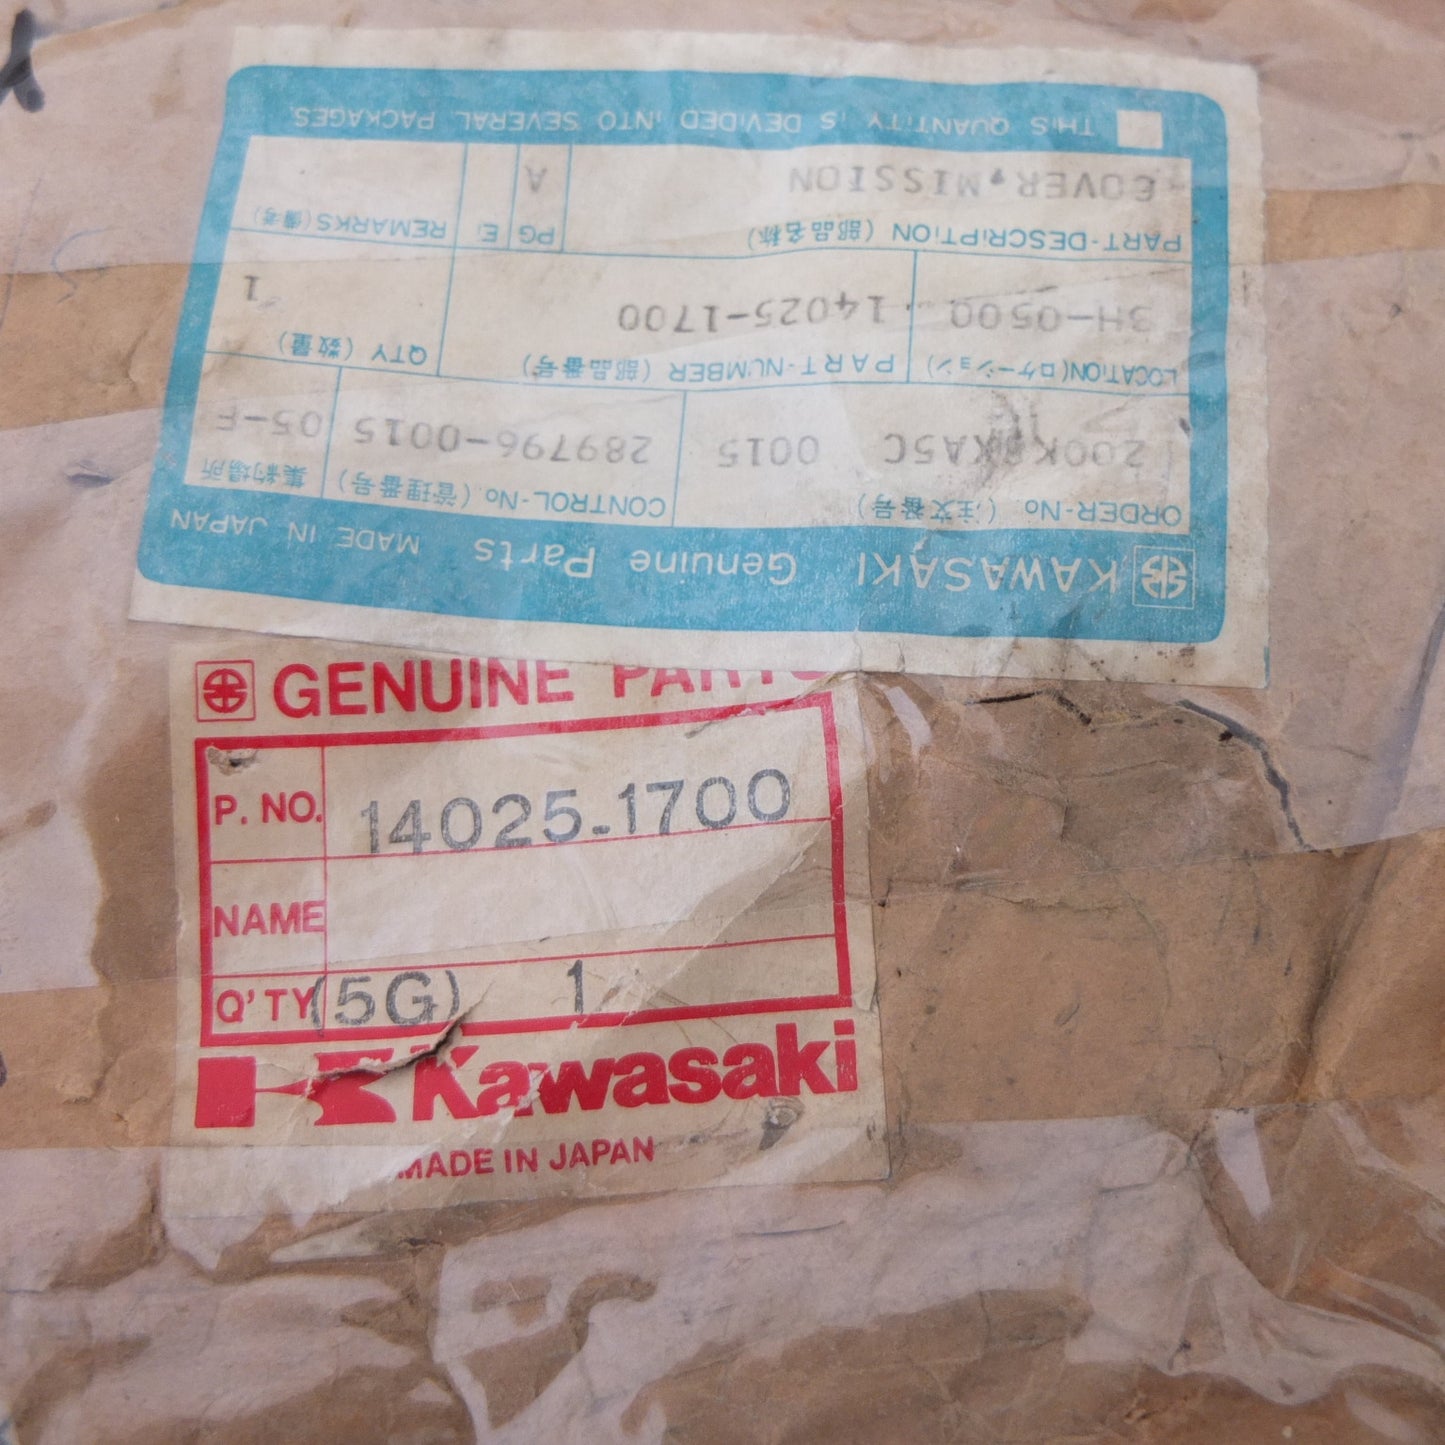 KAWASAKI Genuine Parts MADE IN JAPAN
ORDER-No. (注文番号) CONTROL-No. (管理番号) 集約場所
0015 289796-0015 05-F
LOCATION(ロケーション) PART-NUMBER (部品番号) QTY (数量)
3H-0500 14025-1700 1
PART-DESCRIPTION (部品名称) PG E REMARKS (備考)
COVER,MISSION A
THIS QUANTITY IS DEVIDED INTO SEVERAL PACKAGES.
GENUINE PARTS
P. NO. 14025-1700
NAME
Q'TY (5G) 1
Kawasaki
MADE IN JAPAN